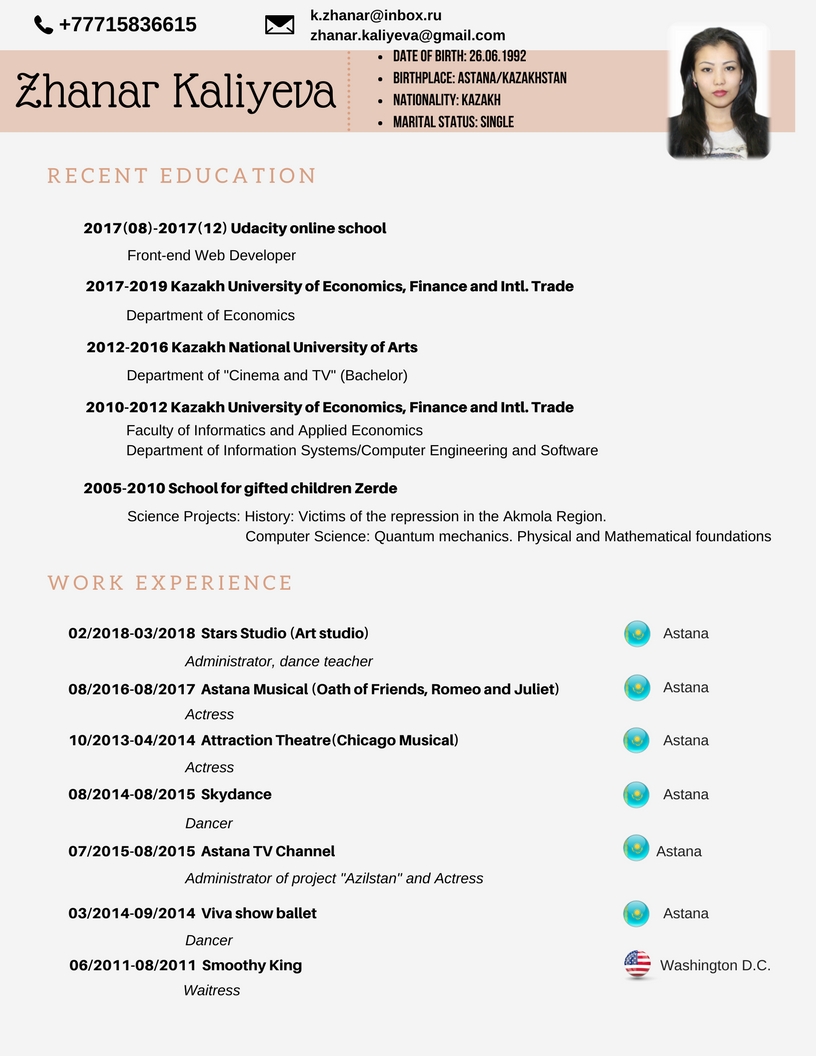 +77715836615
k.zhanar@inbox.ru
zhanar.kaliyeva@gmail.com
Zhanar Kaliyeva
• DATE OF BIRTH: 26.06.1992
• BIRTHPLACE: ASTANA/KAZAKHSTAN
• NATIONALITY: KAZAKH
• MARITAL STATUS: SINGLE
RECENT EDUCATION
2017(08)-2017(12) Udacity online school
Front-end Web Developer
2017-2019 Kazakh University of Economics, Finance and Intl. Trade
Department of Economics
2012-2016 Kazakh National University of Arts
Department of "Cinema and TV" (Bachelor)
2010-2012 Kazakh University of Economics, Finance and Intl. Trade
Faculty of Informatics and Applied Economics
Department of Information Systems/Computer Engineering and Software
2005-2010 School for gifted children Zerde
Science Projects: History: Victims of the repression in the Akmola Region.
Computer Science: Quantum mechanics. Physical and Mathematical foundations
WORK EXPERIENCE
02/2018-03/2018 Stars Studio (Art studio) Astana
Administrator, dance teacher
08/2016-08/2017 Astana Musical (Oath of Friends, Romeo and Juliet) Astana
Actress
10/2013-04/2014 Attraction Theatre(Chicago Musical) Astana
Actress
08/2014-08/2015 Skydance Astana
Dancer
07/2015-08/2015 Astana TV Channel Astana
Administrator of project "Azilstan" and Actress
03/2014-09/2014 Viva show ballet Astana
Dancer
06/2011-08/2011 Smoothy King Washington D.C.
Waitress